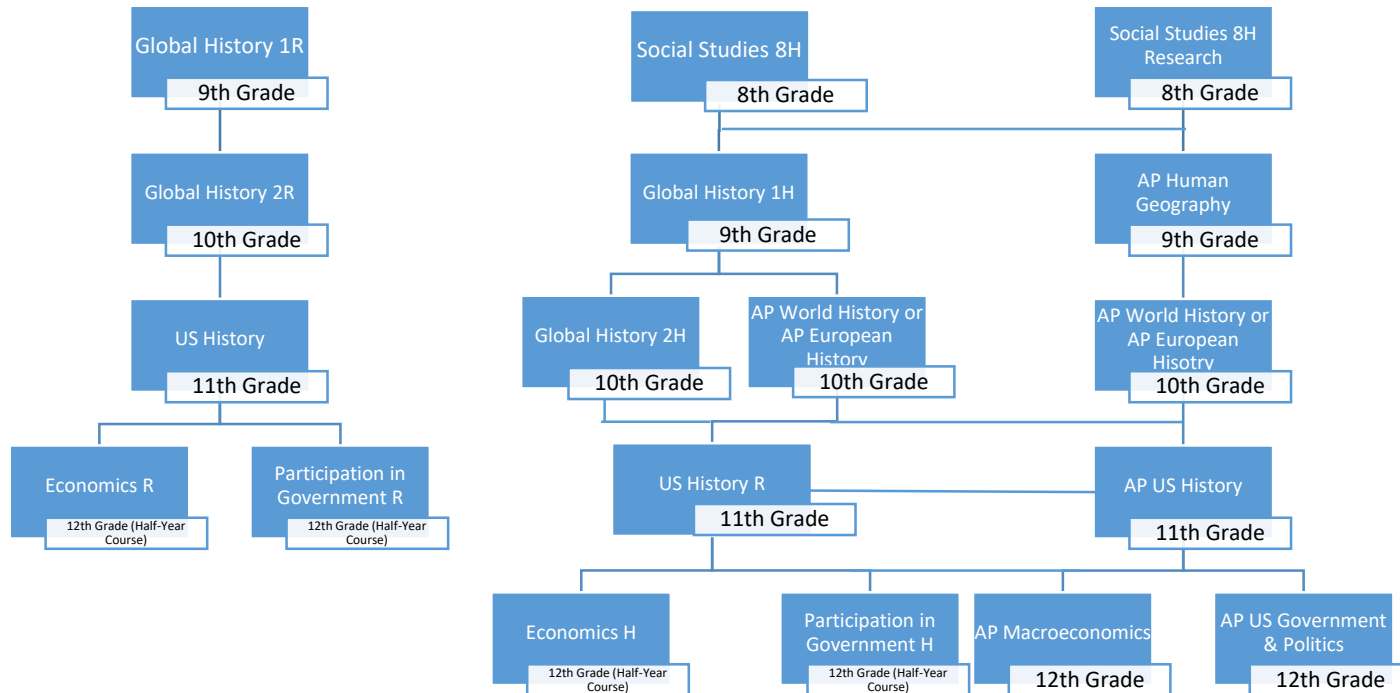 Global History 1R
9th Grade
Global History 2R
10th Grade
US History
11th Grade
Economics R
12th Grade (Half-Year
Course)
Participation in
Government R
12th Grade (Half-Year
Course)
Social Studies 8H
8th Grade
Social Studies 8H
Research
8th Grade
Global History 1H
9th Grade
AP Human
Geography
9th Grade
Global History 2H
10th Grade
AP World History or
AP European
History
10th Grade
AP World History or
AP European
Hisotry
10th Grade
US History R
11th Grade
AP US History
11th Grade
Economics H
12th Grade (Half-Year
Course)
Participation in
Government H
12th Grade (Half-Year
Course)
AP Macroeconomics
12th Grade
AP US Government
& Politics
12th Grade